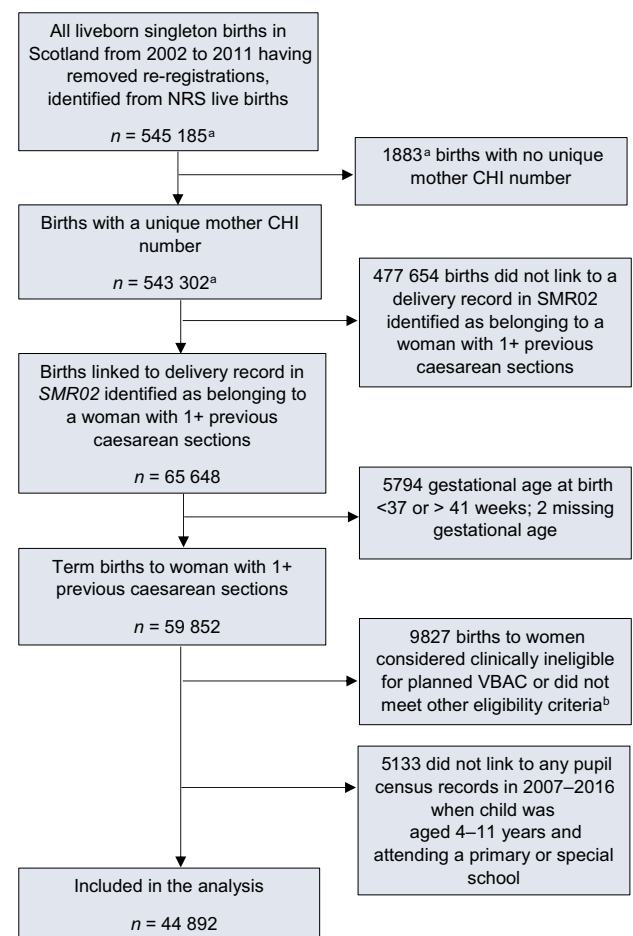 All liveborn singleton births in
Scotland from 2002 to 2011 having
removed re-registrations,
identified from NRS live births
n = 545 185ᵃ
1883ᵃ births with no unique
mother CHI number
Births with a unique mother CHI
number
n = 543 302ᵃ
477 654 births did not link to a
delivery record in SMR02
identified as belonging to a
woman with 1+ previous
caesarean sections
Births linked to delivery record in
SMR02 identified as belonging to
a woman with 1+ previous
caesarean sections
n = 65 648
5794 gestational age at birth
<37 or > 41 weeks; 2 missing
gestational age
Term births to woman with 1+
previous caesarean sections
n = 59 852
9827 births to women
considered clinically ineligible
for planned VBAC or did not
meet other eligibility criteriaᵇ
5133 did not link to any pupil
census records in 2007–2016
when child was
aged 4–11 years and
attending a primary or special
school
Included in the analysis
n = 44 892